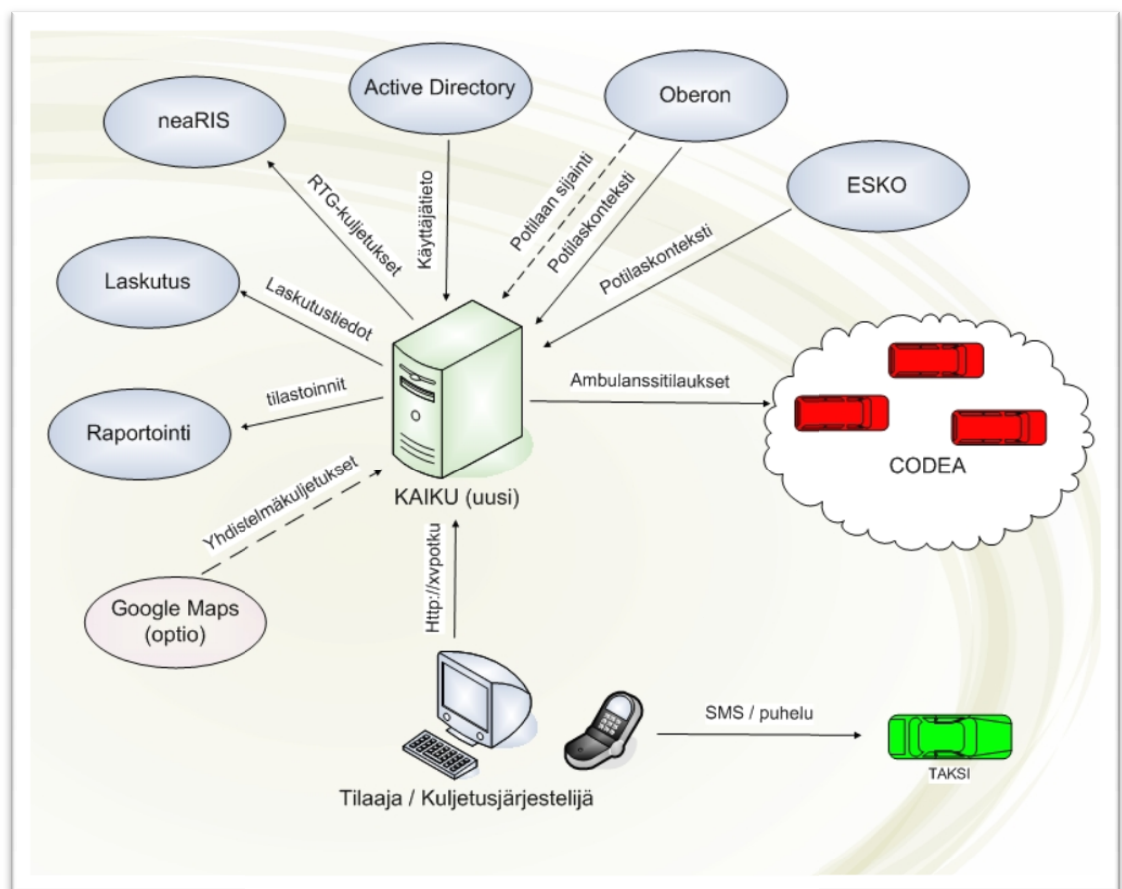 Active Directory
Oberon
neaRIS
ESKO
Potilaan sijainti
RTG-kuljetukset
Käyttäjätieto
Potilaskonteksti
Potilaskonteksti
Laskutus
Laskutustiedot
Ambulanssitilaukset
tilastoinnit
Raportointi
CODEA
KAIKU (uusi)
Yhdistelmäkuljetukset
Http://xvpotku
Google Maps
(optio)
SMS / puhelu
TAKSI
Tilaaja / Kuljetusjärjestelijä